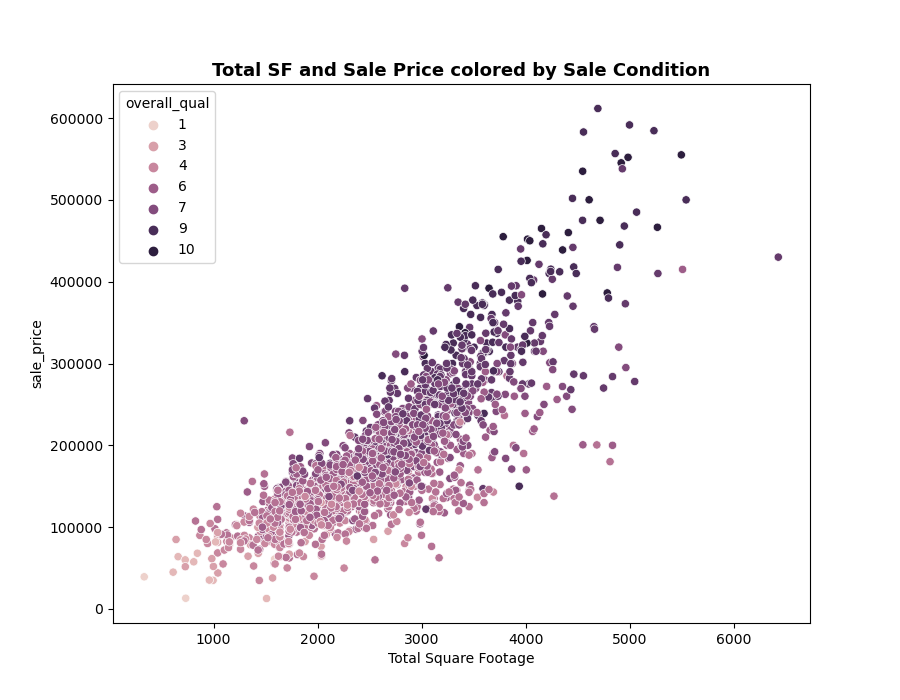 Total SF and Sale Price colored by Sale Condition
overall_qual
1
3
4
6
7
9
10
600000
500000
400000
300000
200000
100000
0
sale_price
1000 2000 3000 4000 5000 6000
Total Square Footage